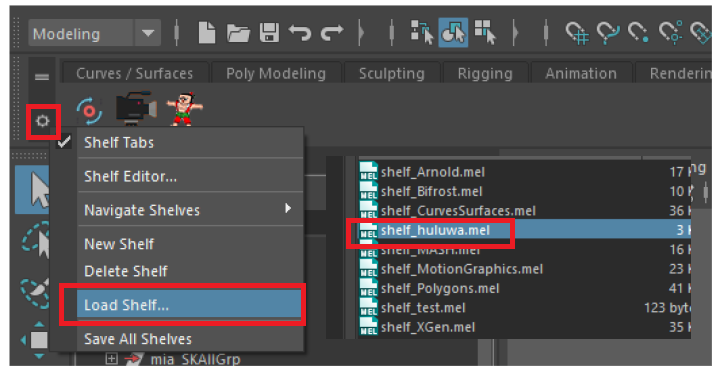 Modeling
Curves / Surfaces Poly Modeling Sculpting Rigging Animation Renderin
Shelf Tabs
Shelf Editor...
Navigate Shelves
New Shelf
Delete Shelf
Load Shelf...
Save All Shelves
mia_SKAllGrp
MEL shelf_Arnold.mel 17
MEL shelf_Bifrost.mel 10
MEL shelf_CurvesSurfaces.mel 36
MEL shelf_huluwa.mel 3
MEL shelf_MASH.mel 16
MEL shelf_MotionGraphics.mel 23
MEL shelf_Polygons.mel 41
MEL shelf_test.mel 123 byt
MEL shelf_XGen.mel 35
ng